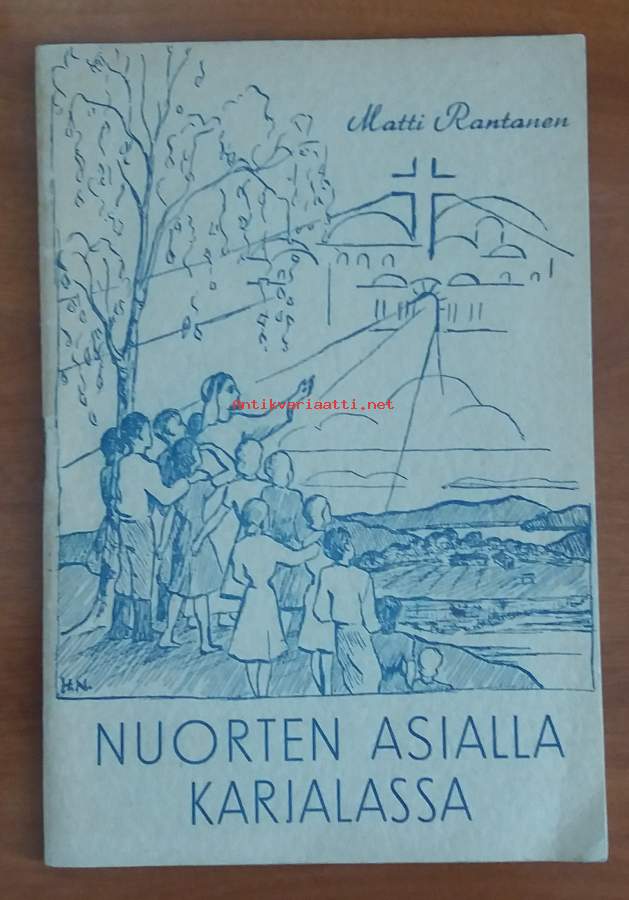 Matti Rantanen
Antikvariaatti.net
H.N.
NUORTEN ASIALLA
KARJALASSA